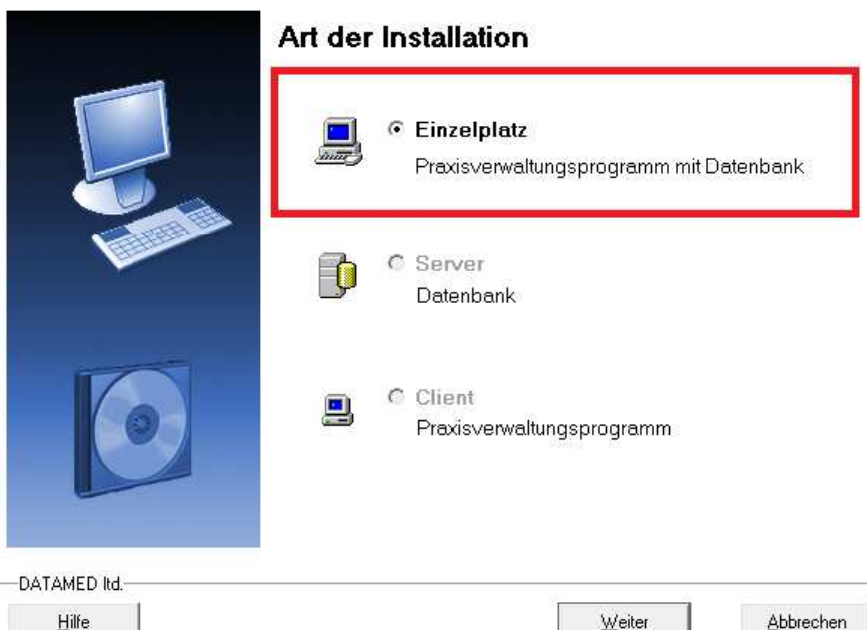 Art der Installation
Einzelplatz
Praxisverwaltungsprogramm mit Datenbank
Server
Datenbank
Client
Praxisverwaltungsprogramm
DATAMED ltd.
Hilfe
Weiter
Abbrechen